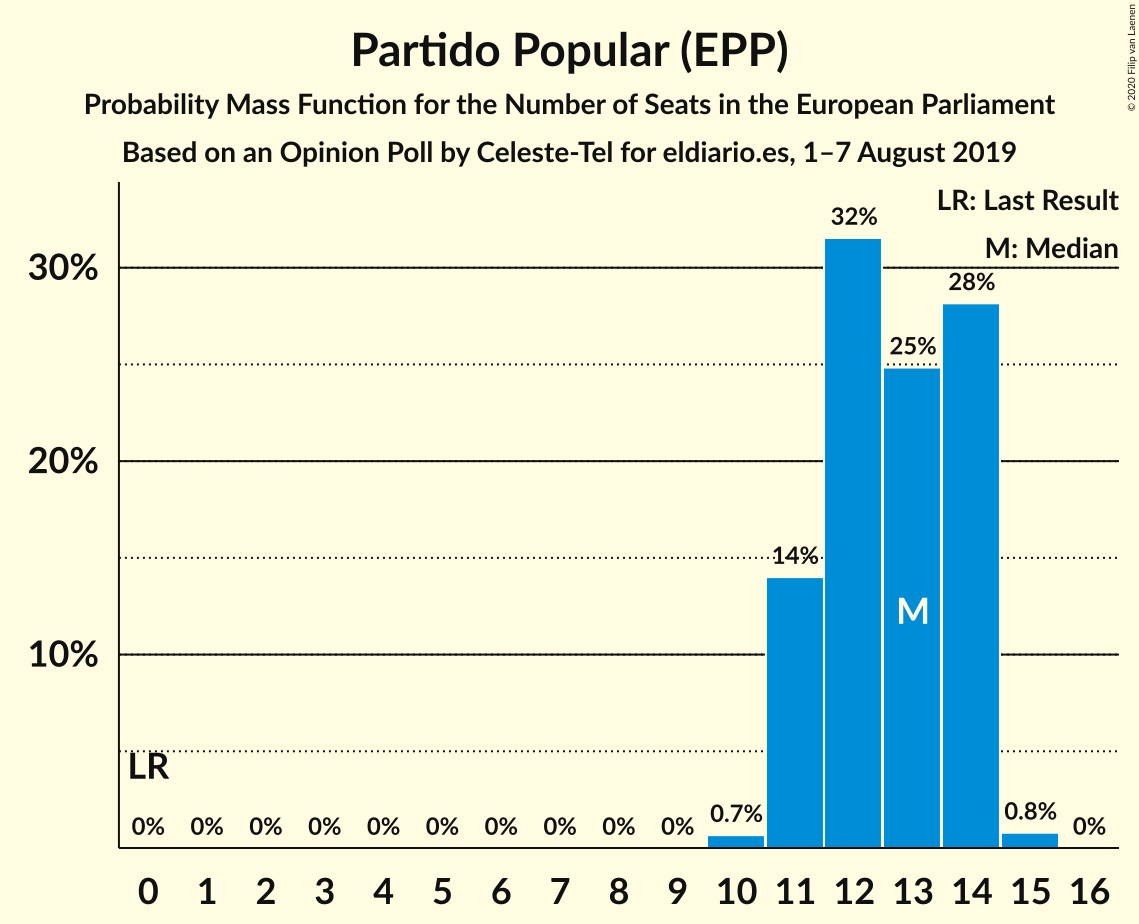 Partido Popular (EPP)
Probability Mass Function for the Number of Seats in the European Parliament
Based on an Opinion Poll by Celeste-Tel for eldiario.es, 1–7 August 2019
© 2020 Filip van Laenen
LR: Last Result
M: Median
30%
20%
10%
32%
28%
25%
14%
M
LR
0% 0% 0% 0% 0% 0% 0% 0% 0% 0% 0.7% 0.8% 0%
0 1 2 3 4 5 6 7 8 9 10 11 12 13 14 15 16